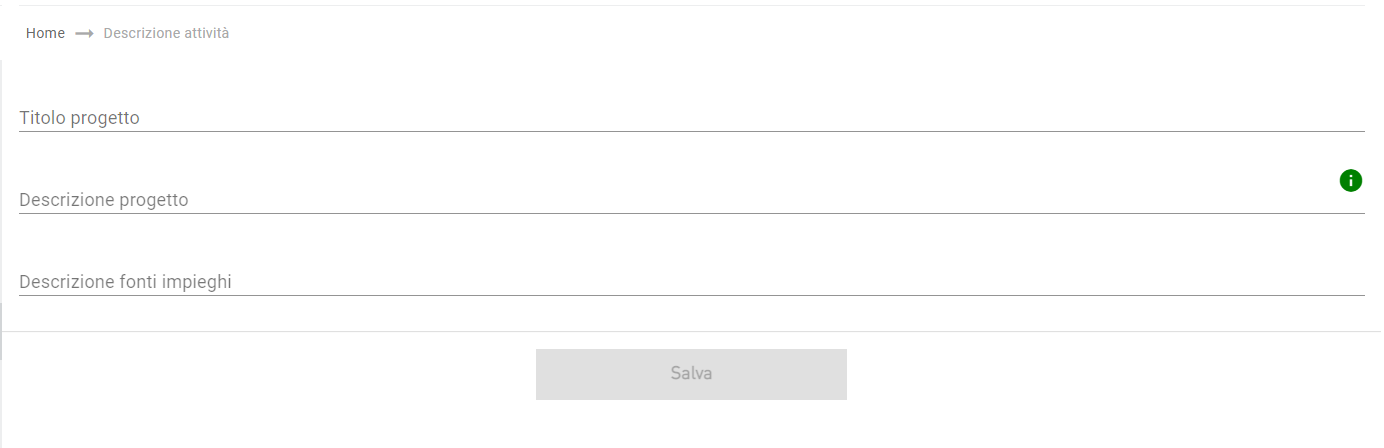 Home → Descrizione attività
Titolo progetto
Descrizione progetto
Descrizione fonti impieghi
Salva